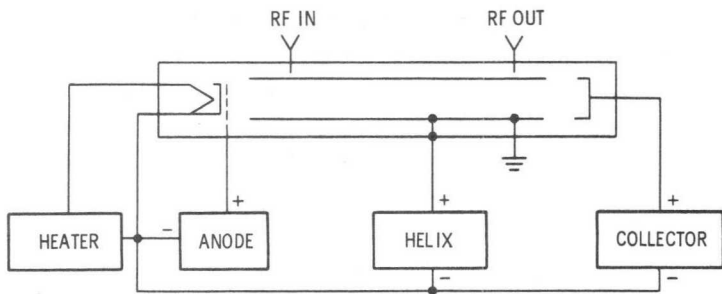 RF IN
RF OUT
+
+
+
-
HEATER
ANODE
HELIX
COLLECTOR
-
-